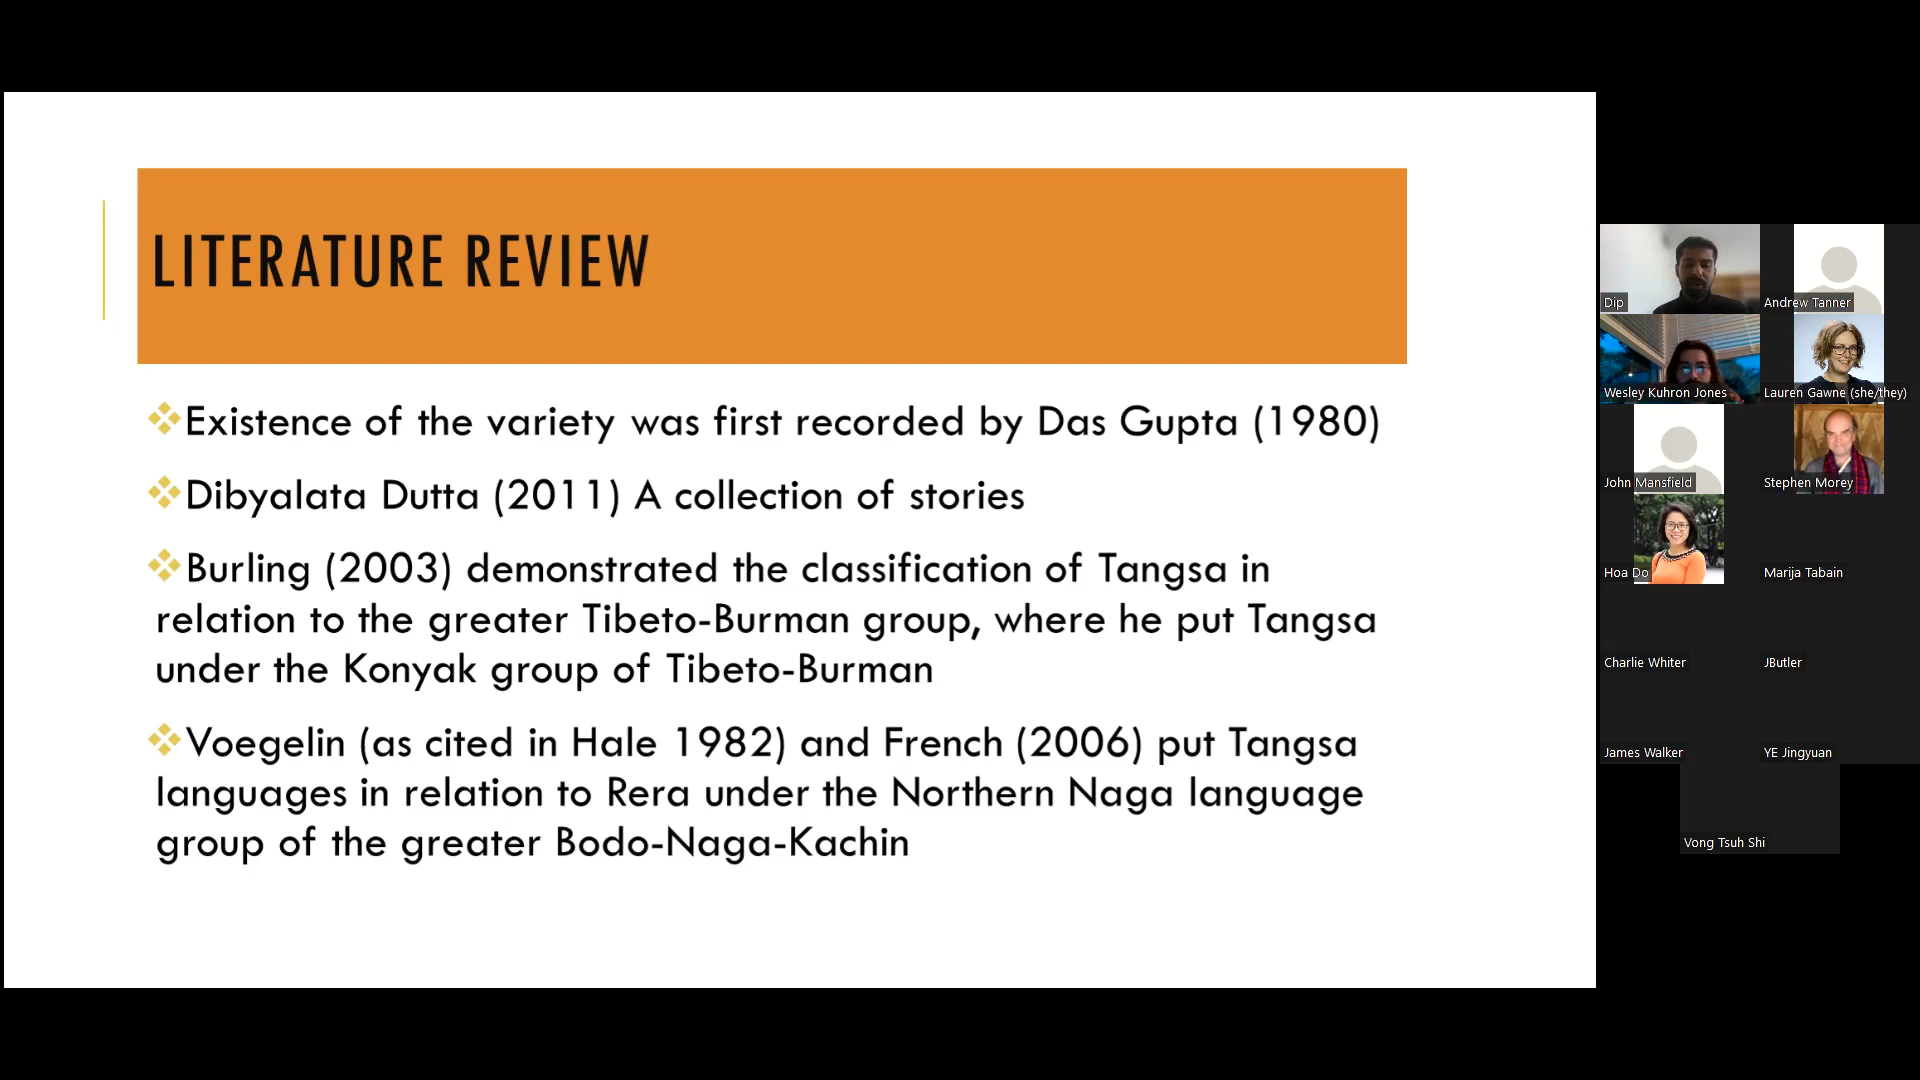 LITERATURE REVIEW
Existence of the variety was first recorded by Das Gupta (1980)
Dibyalata Dutta (2011) A collection of stories
Burling (2003) demonstrated the classification of Tangsa in
relation to the greater Tibeto-Burman group, where he put Tangsa
under the Konyak group of Tibeto-Burman
Voegelin (as cited in Hale 1982) and French (2006) put Tangsa
languages in relation to Rera under the Northern Naga language
group of the greater Bodo-Naga-Kachin
Dip
Andrew Tanner
Wesley Kuhron Jones
Lauren Gawne (she/they)
John Mansfield
Stephen Morey
Hoa Do
Marija Tabain
Charlie Whiter
JButler
James Walker
YE Jingyuan
Vong Tsuh Shi